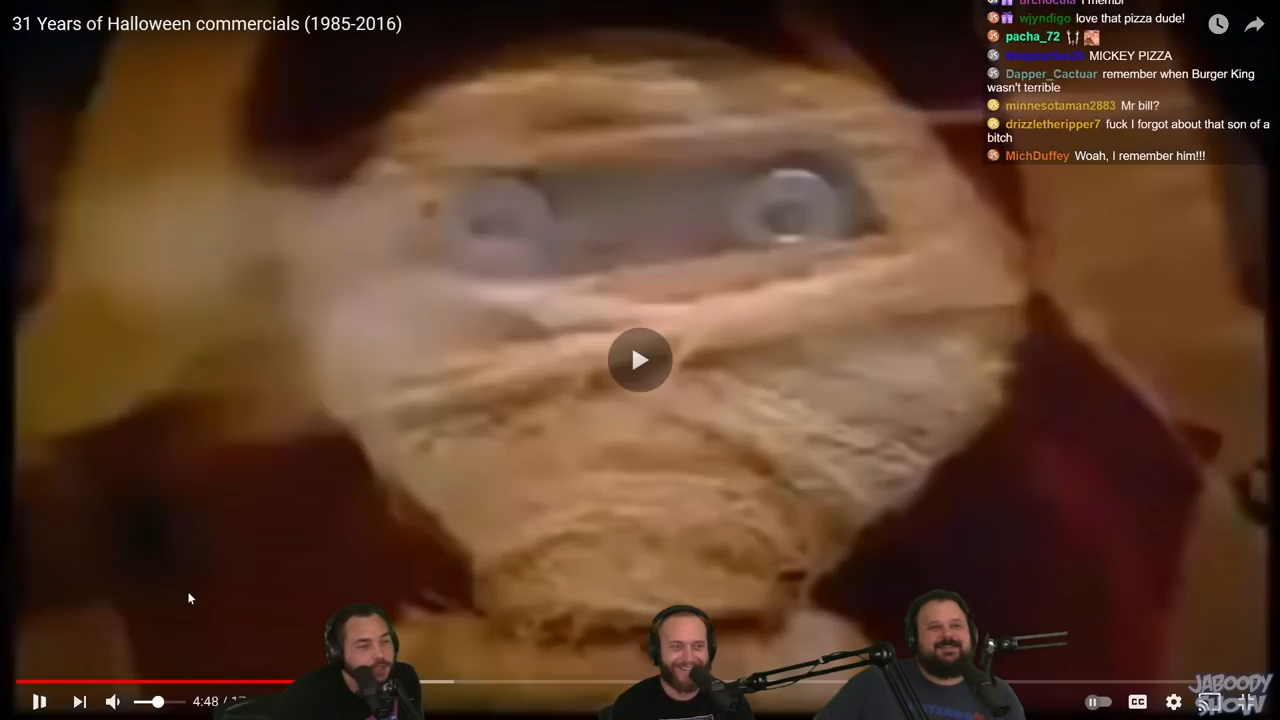 31 Years of Halloween commercials (1985-2016)
wjyndigo love that pizza dude!
pacha_72
MICKEY PIZZA
Dapper_Cactuar remember when Burger King
wasn't terrible
minnesotaman2883 Mr bill?
drizzletheripper7 fuck I forgot about that son of a
bitch
MichDuffey Woah, I remember him!!!
4:48 /
CC
JABOODY
SHOW